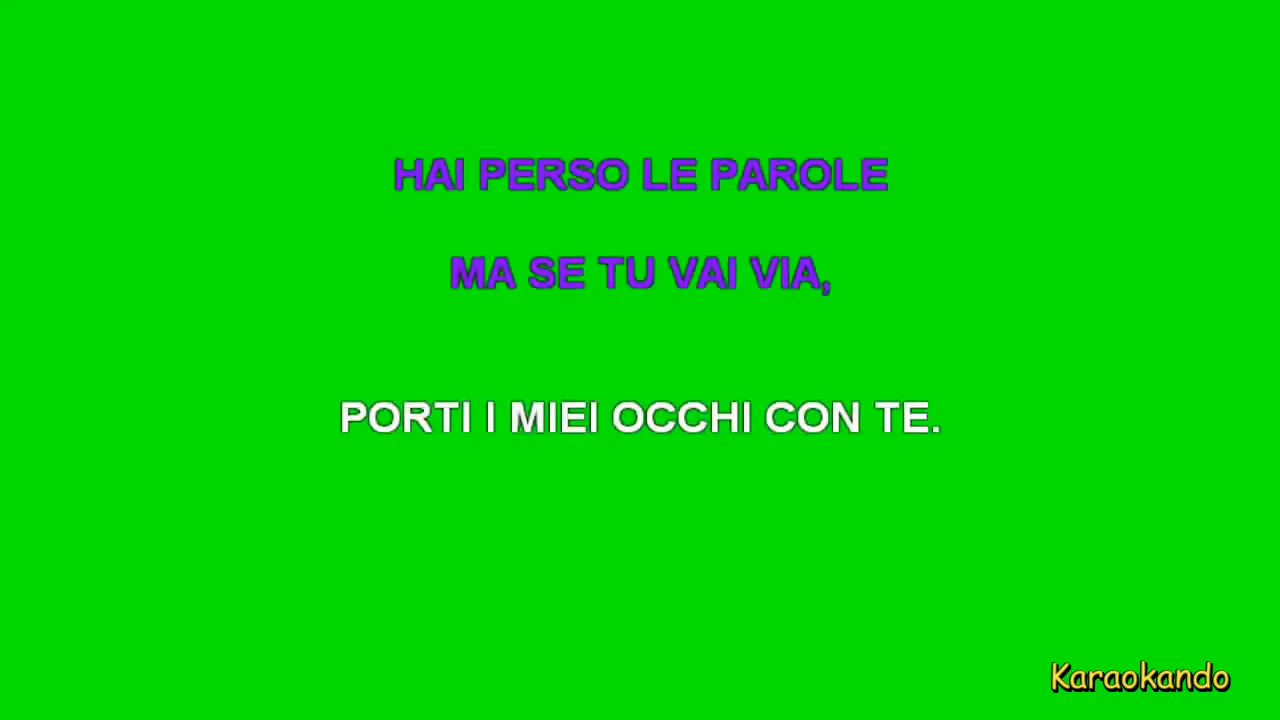 HAI PERSO LE PAROLE
MA SE TU VAI VIA,
PORTI I MIEI OCCHI CON TE.
Karaokando